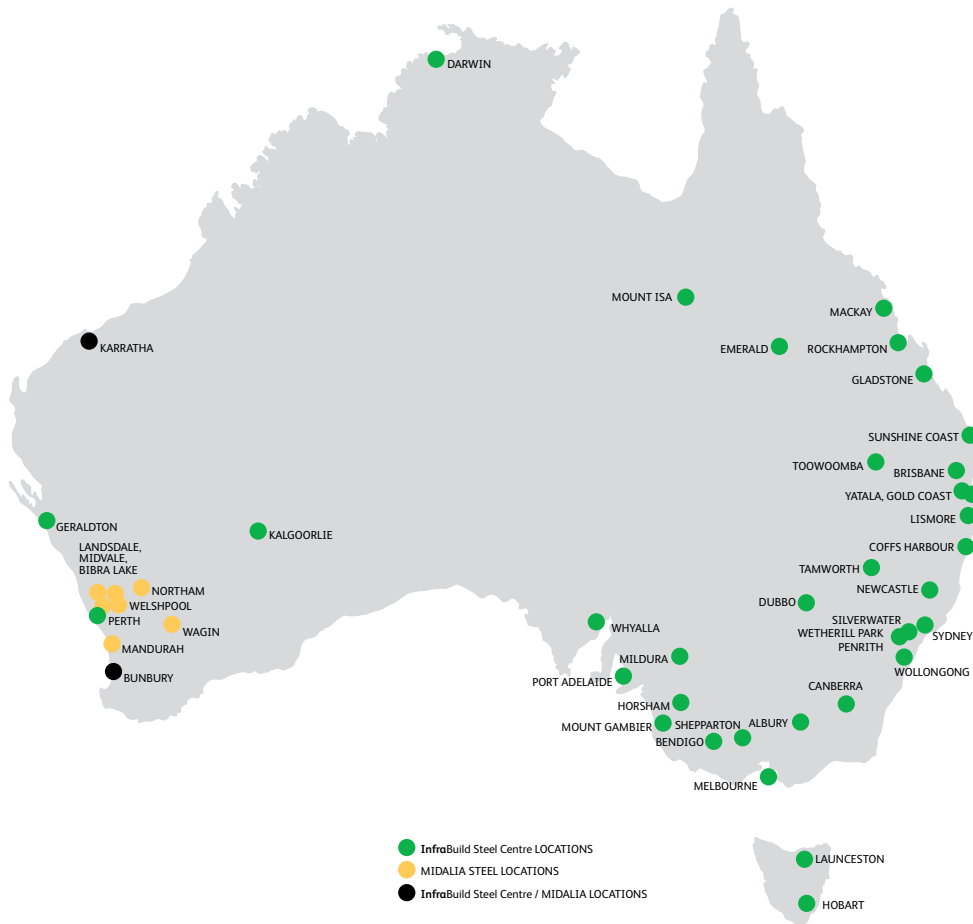 DARWIN
MOUNT ISA
MACKAY
KARRATHA
EMERALD
ROCKHAMPTON
GLADSTONE
SUNSHINE COAST
TOOWOOMBA
BRISBANE
YATALA, GOLD COAST
LISMORE
GERALDTON
KALGOORLIE
COFFS HARBOUR
LANDSDALE,
MIDVALE,
BIBRA LAKE
TAMWORTH
NORTHAM
NEWCASTLE
WELSHPOOL
DUBBO
PERTH
SILVERWATER
WHYALLA
WETHERILL PARK
SYDNEY
WAGIN
PENRITH
MANDURAH
MILDURA
WOLLONGONG
BUNBURY
PORT ADELAIDE
CANBERRA
HORSHAM
MOUNT GAMBIER
SHEPPARTON
ALBURY
BENDIGO
MELBOURNE
InfraBuild Steel Centre LOCATIONS
MIDALIA STEEL LOCATIONS
InfraBuild Steel Centre / MIDALIA LOCATIONS
LAUNCESTON
HOBART